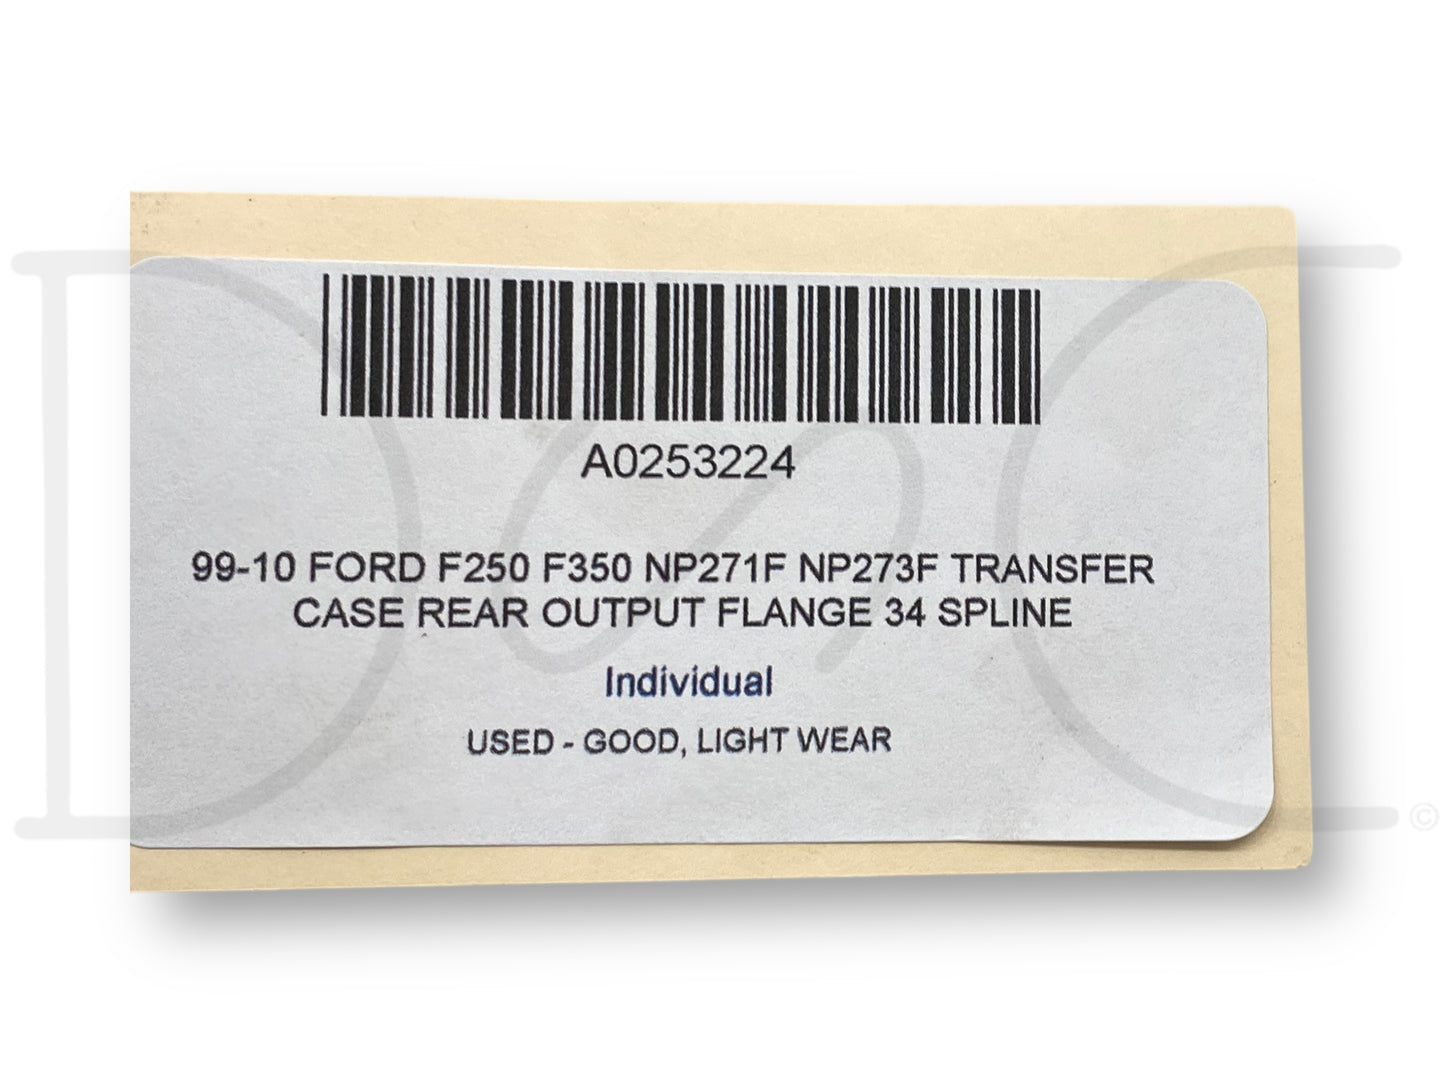 A0253224
99-10 FORD F250 F350 NP271F NP273F TRANSFER
CASE REAR OUTPUT FLANGE 34 SPLINE
Individual
USED - GOOD, LIGHT WEAR
DSC ©